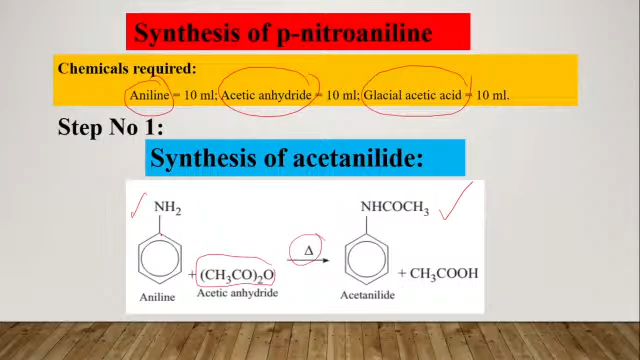 Synthesis of p-nitroaniline
Chemicals required:
Aniline = 10 ml; Acetic anhydride = 10 ml; Glacial acetic acid = 10 ml.
Step No 1:
Synthesis of acetanilide:
NH₂
NHCOCH₃
Δ
+ (CH₃CO)₂O
+ CH₃COOH
Aniline
Acetic anhydride
Acetanilide